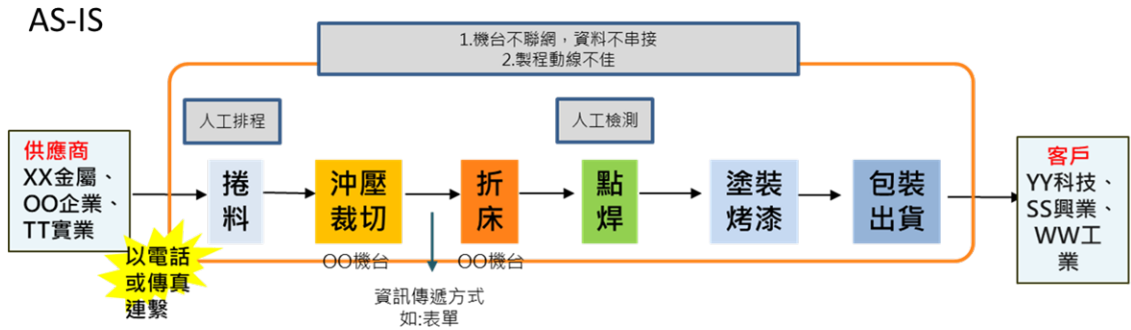 AS-IS
1.機台不聯網，資料不串接
2.製程動線不佳
人工排程
人工檢測
供應商
XX金屬、
OO企業、
TT實業
捲
料
沖壓
裁切
折
床
點
焊
塗裝
烤漆
包裝
出貨
客戶
YY科技、
SS興業、
WW工
業
以電話
或傳真
連繫
OO機台
OO機台
資訊傳遞方式
如:表單